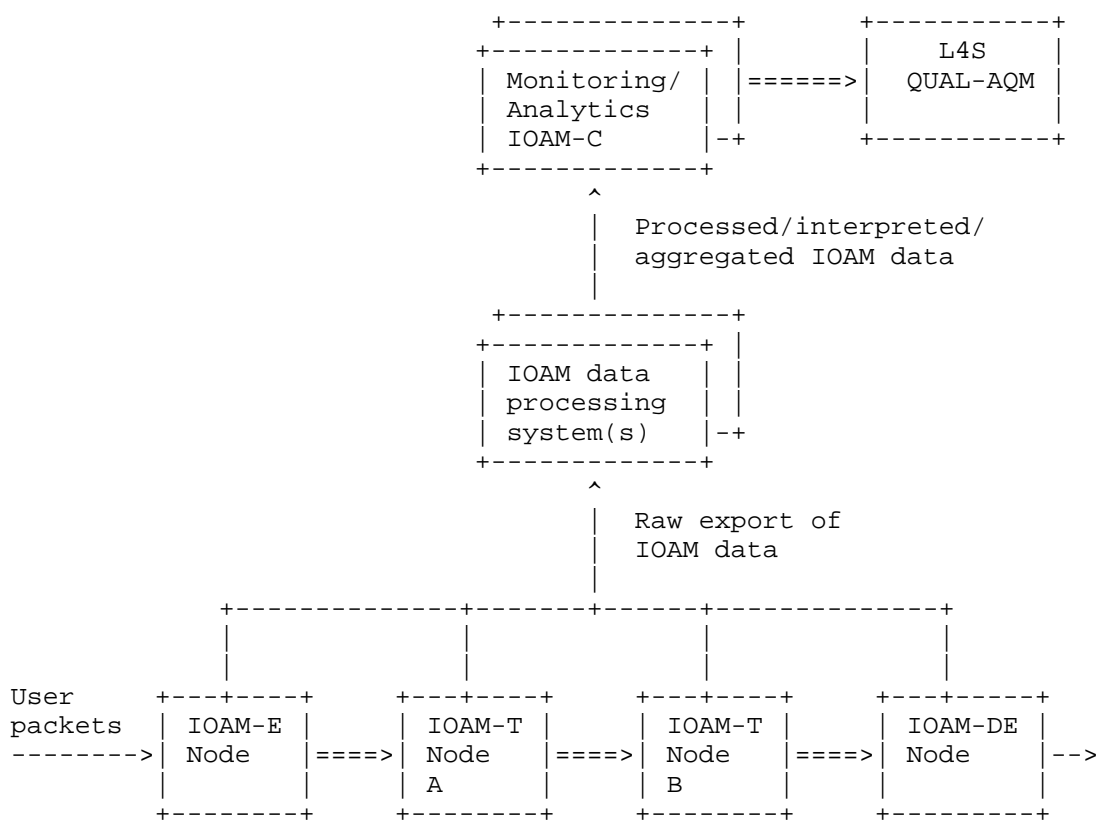 L4S
Monitoring/
QUAL-AQM
Analytics
IOAM-C
Processed/interpreted/
aggregated IOAM data
IOAM data
processing
system(s)
Raw export of
IOAM data
User
packets
IOAM-E
Node
IOAM-T
Node
A
IOAM-T
Node
B
IOAM-DE
Node